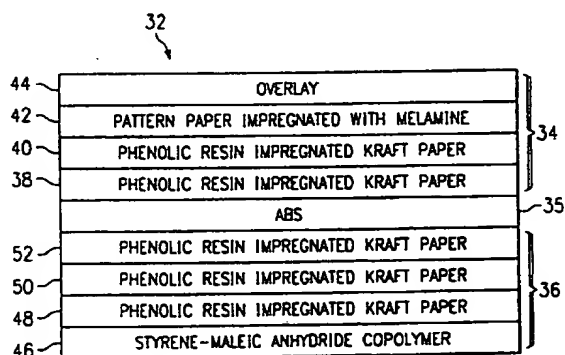 32
44 OVERLAY
42 PATTERN PAPER IMPREGNATED WITH MELAMINE
34
40 PHENOLIC RESIN IMPREGNATED KRAFT PAPER
38 PHENOLIC RESIN IMPREGNATED KRAFT PAPER
ABS 35
52 PHENOLIC RESIN IMPREGNATED KRAFT PAPER
50 PHENOLIC RESIN IMPREGNATED KRAFT PAPER
36
48 PHENOLIC RESIN IMPREGNATED KRAFT PAPER
46 STYRENE-MALEIC ANHYDRIDE COPOLYMER